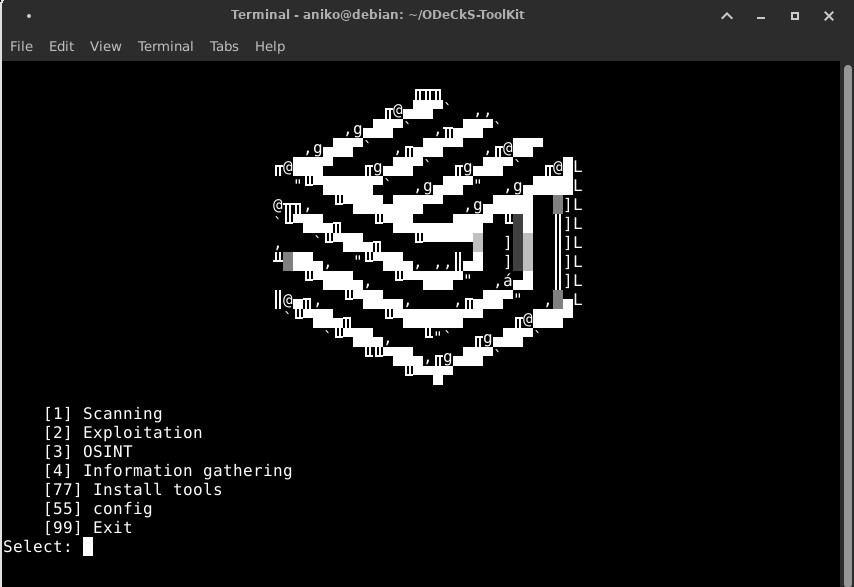 Terminal - aniko@debian: ~/ODeCkS-ToolKit
File Edit View Terminal Tabs Help
[1] Scanning
[2] Exploitation
[3] OSINT
[4] Information gathering
[77] Install tools
[55] config
[99] Exit
Select: